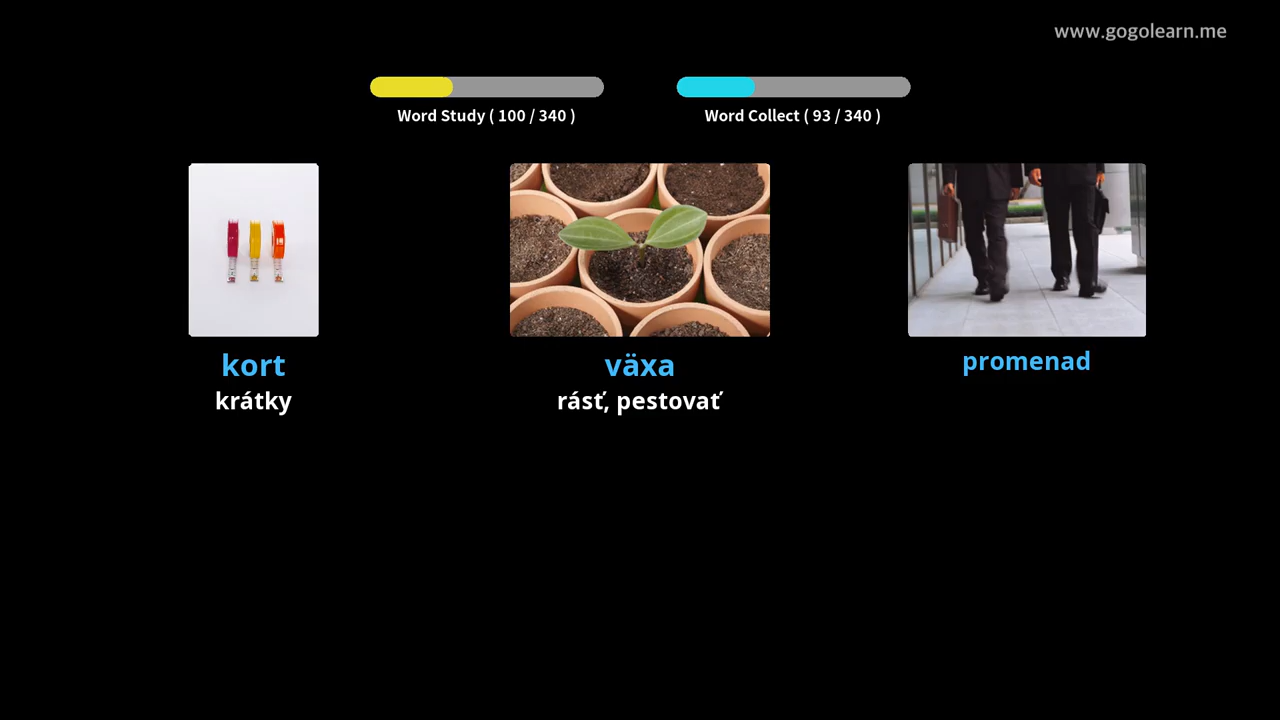 www.gogolearn.me
Word Study ( 100 / 340 )
Word Collect ( 93 / 340 )
kort
krátky
växa
rásť, pestovať
promenad